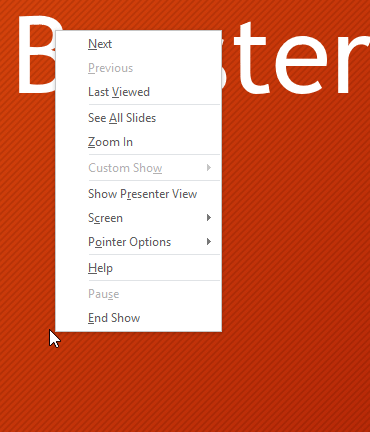 Next
Previous
Last Viewed
See All Slides
Zoom In
Custom Show
Show Presenter View
Screen
Pointer Options
Help
Pause
End Show